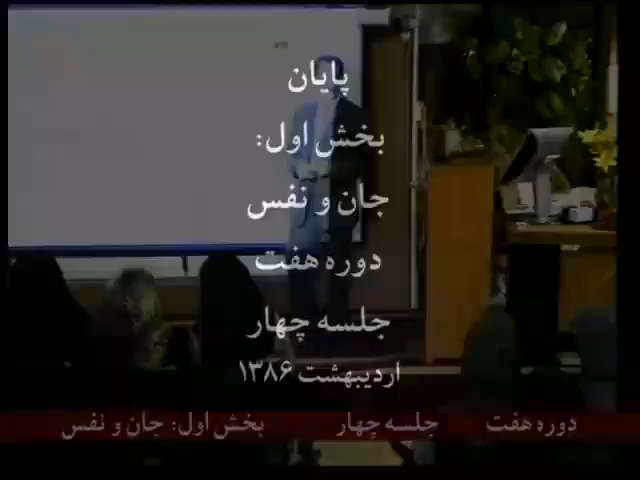 پایان
بخش اول:
جان و نفس
دوره هفت
جلسه چهار
اردیبهشت ۱۳۸۶
دوره هفت جلسه چهار بخش اول: جان و نفس